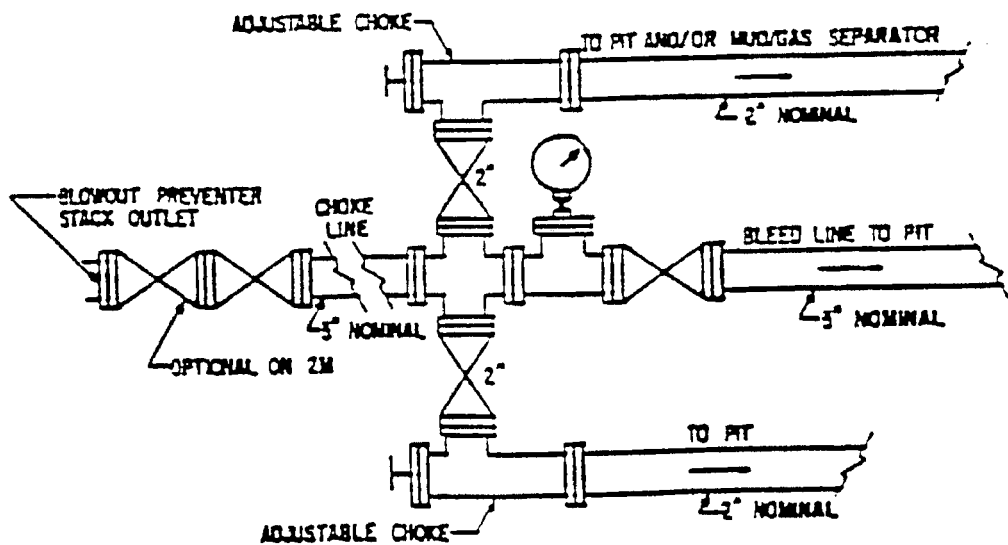 ADJUSTABLE CHOKE
TO PIT AND/OR MUD/GAS SEPARATOR
2" NOMINAL
2"
BLOWOUT PREVENTER
STACK OUTLET
CHOKE
LINE
BLEED LINE TO PIT
3" NOMINAL
3" NOMINAL
OPTIONAL ON 2M
2"
TO PIT
2" NOMINAL
ADJUSTABLE CHOKE